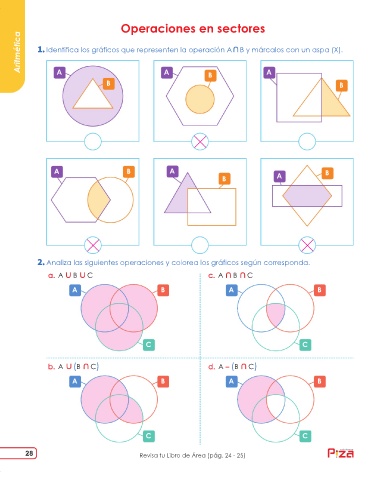 Aritmética
Operaciones en sectores
1. Identifica los gráficos que representen la operación A∩B y márcalos con un aspa (X).
A B A B A B
A B A B A B
2. Analiza las siguientes operaciones y colorea los gráficos según corresponda.
a. A ∪ B ∪ C c. A ∩ B ∩ C
A B A B
C C
b. A ∪ (B ∩ C) d. A – (B ∩ C)
A B A B
C C
28 Revisa tu Libro de Área (pág. 24 - 25) Piza